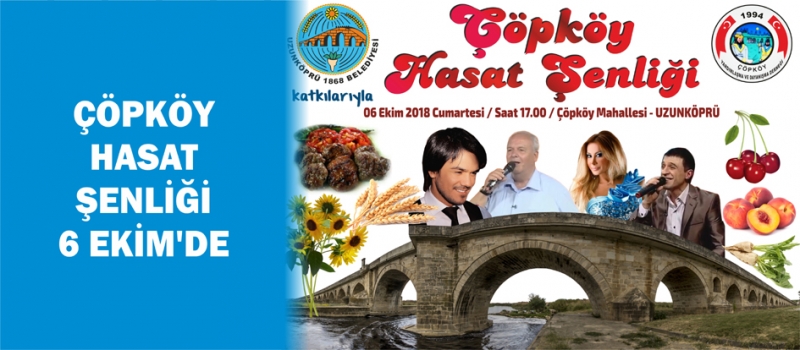 ÇÖPKÖY
HASAT
ŞENLİĞİ
6 EKİM'DE
UZUNKÖPRÜ 1868 BELEDİYESİ
katkılarıyla
Çöpköy
Hasat Şenliği
06 Ekim 2018 Cumartesi / Saat 17.00 / Çöpköy Mahallesi - UZUNKÖPRÜ
1994
ÇÖPKÖY